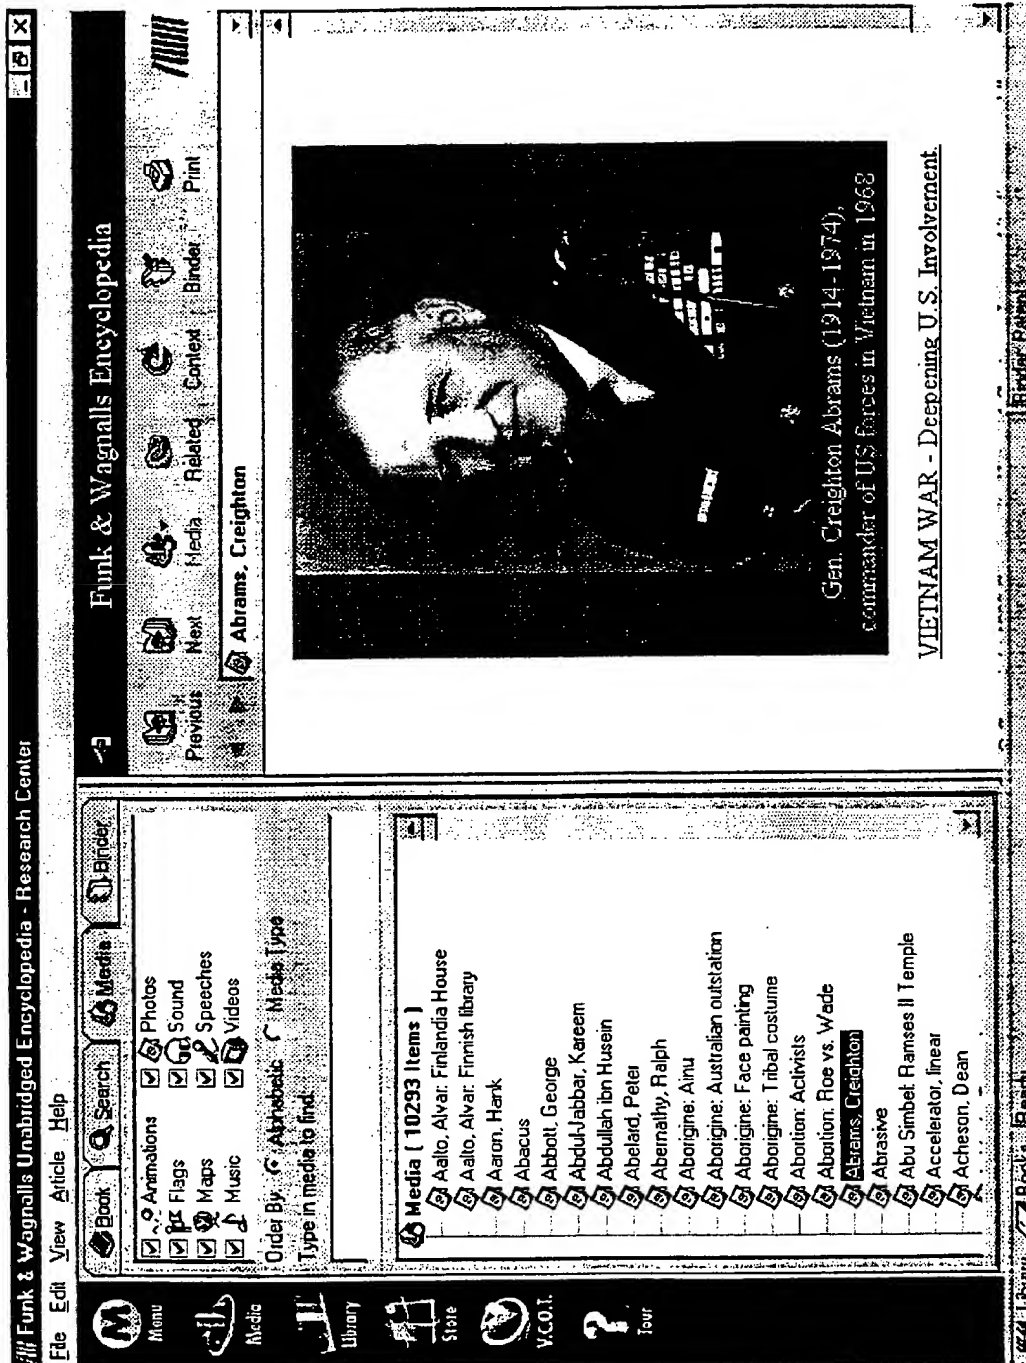 Funk & Wagnalls Unabridged Encyclopedia - Research Center
File Edit View Article Help
Menu
Media
Library
Store
Y.C.O.T.
Tour
Book Search Media Binder
Animations Photos
Flags Sound
Maps Speeches
Music Videos
Order By: Alphabetic Media Type
Type in media to find:
Media ( 10293 Items )
Aalto, Alvar: Finlandia House
Aalto, Alvar: Finnish library
Aaron, Hank
Abacus
Abbott, George
Abdul-Jabbar, Kareem
Abdullah ibn Husein
Abelard, Peter
Abernathy, Ralph
Aborigine: Ainu
Aborigine: Australian outstation
Aborigine: Face painting
Aborigine: Tribal costume
Abortion: Activists
Abortion: Roe vs. Wade
Abrams, Creighton
Abrasive
Abu Simbel: Ramses II Temple
Accelerator, linear
Acheson, Dean
Funk & Wagnalls Encyclopedia
Previous Next Media Related Context Binder Print
Abrams, Creighton
Gen. Creighton Abrams (1914-1974),
commander of US forces in Vietnam in 1968
VIETNAM WAR - Deepening U.S. Involvement.